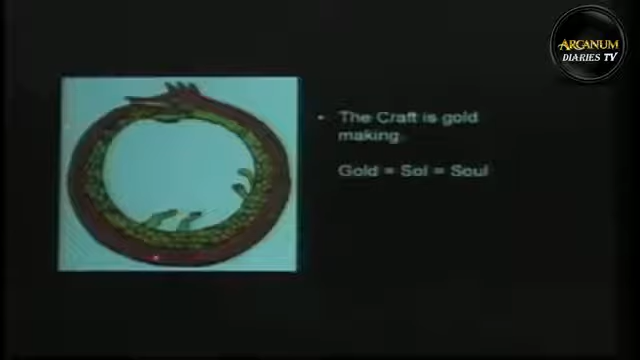 ARCANUM
DIARIES TV
• The Craft is gold
making.
Gold = Sol = Soul